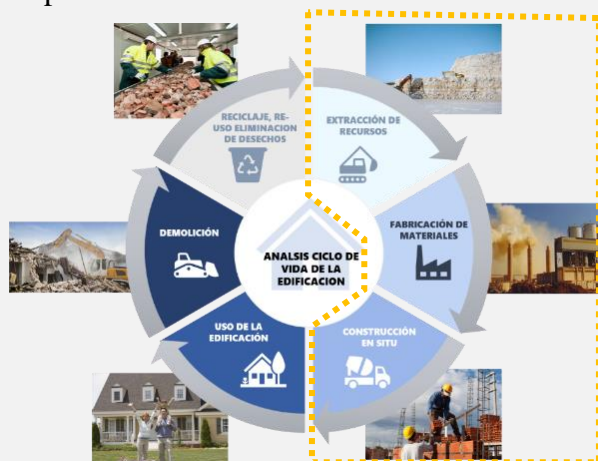 RECICLAJE, RE-
USO ELIMINACION
DE DESECHOS
EXTRACCIÓN DE
RECURSOS
DEMOLICIÓN
FABRICACIÓN DE
MATERIALES
ANALSIS CICLO DE
VIDA DE LA
EDIFICACION
USO DE LA
EDIFICACIÓN
CONSTRUCCIÓN
EN SITU